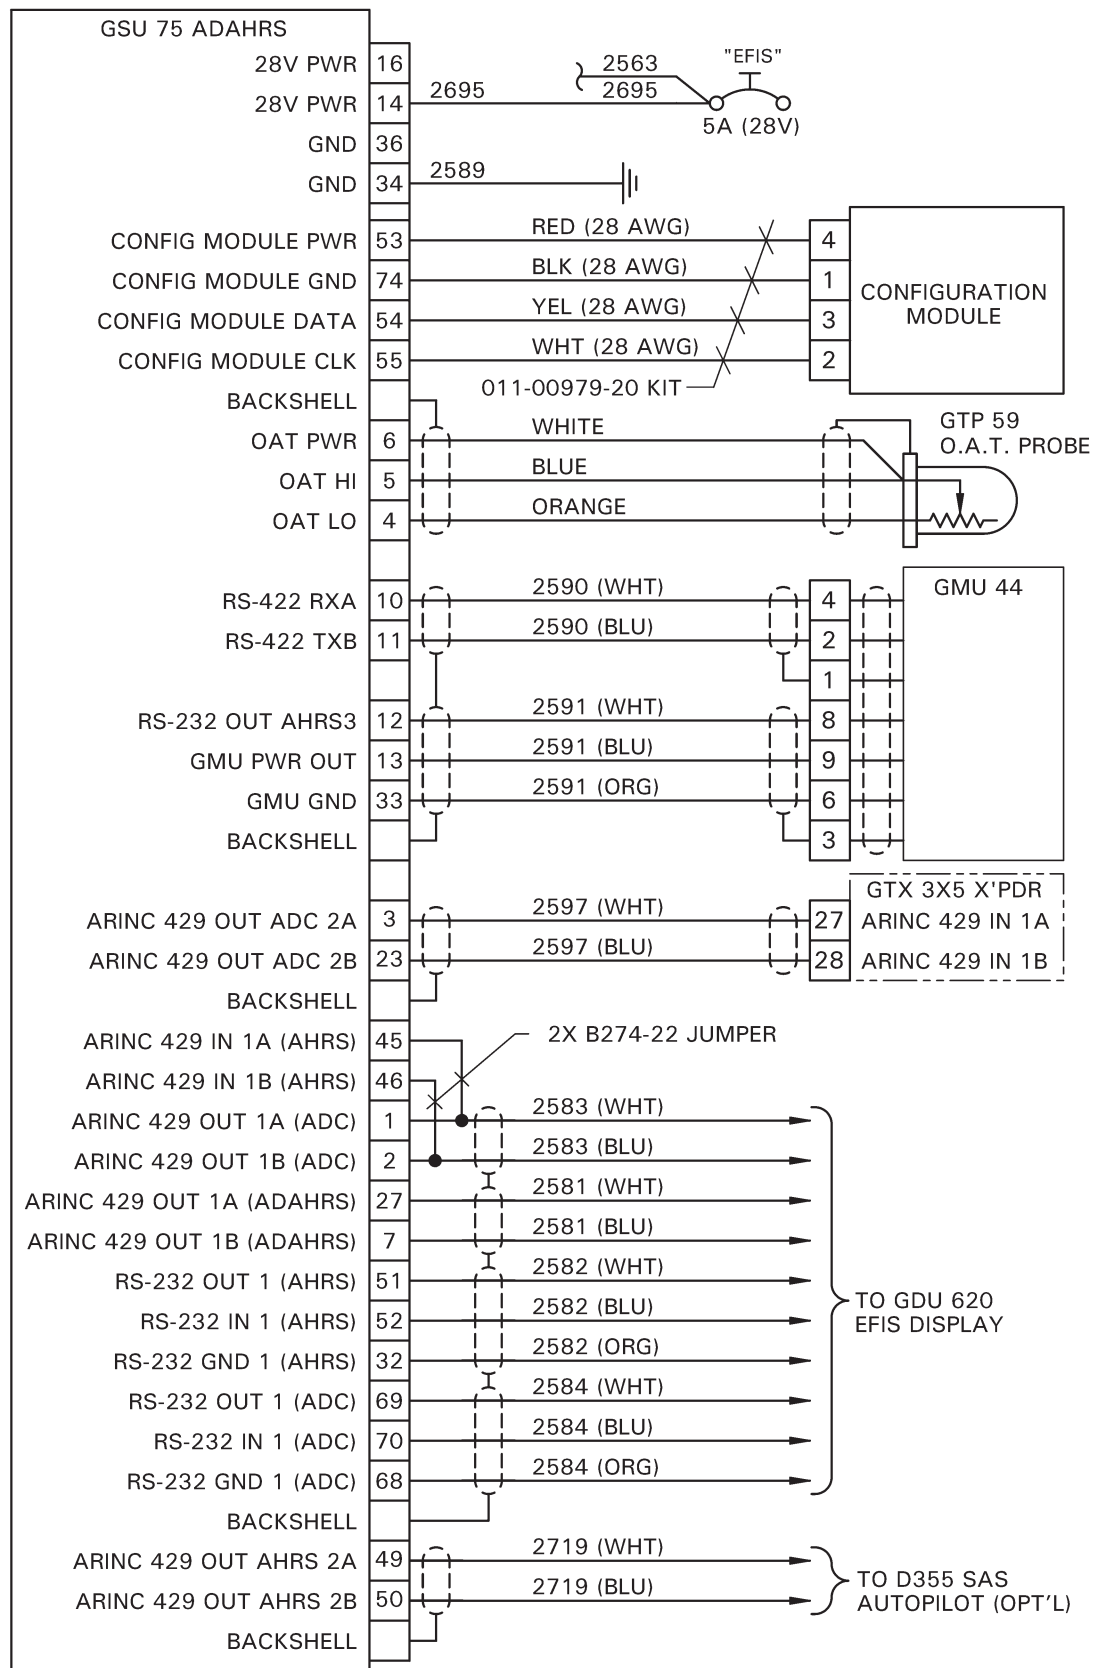 GSU 75 ADAHRS
28V PWR 16 2563 "EFIS"
28V PWR 14 2695 2695 5A (28V)
GND 36
GND 34 2589
CONFIG MODULE PWR 53 RED (28 AWG) 4
CONFIG MODULE GND 74 BLK (28 AWG) 1
CONFIG MODULE DATA 54 YEL (28 AWG) 3
CONFIG MODULE CLK 55 WHT (28 AWG) 2
CONFIGURATION
MODULE
011-00979-20 KIT
BACKSHELL
OAT PWR 6 WHITE
OAT HI 5 BLUE
OAT LO 4 ORANGE
GTP 59
O.A.T. PROBE
GMU 44
RS-422 RXA 10 2590 (WHT) 4
RS-422 TXB 11 2590 (BLU) 2
1
RS-232 OUT AHRS3 12 2591 (WHT) 8
GMU PWR OUT 13 2591 (BLU) 9
GMU GND 33 2591 (ORG) 6
BACKSHELL 3
GTX 3X5 X'PDR
ARINC 429 OUT ADC 2A 3 2597 (WHT) 27 ARINC 429 IN 1A
ARINC 429 OUT ADC 2B 23 2597 (BLU) 28 ARINC 429 IN 1B
BACKSHELL
ARINC 429 IN 1A (AHRS) 45 2X B274-22 JUMPER
ARINC 429 IN 1B (AHRS) 46
ARINC 429 OUT 1A (ADC) 1 2583 (WHT)
ARINC 429 OUT 1B (ADC) 2 2583 (BLU)
ARINC 429 OUT 1A (ADAHRS) 27 2581 (WHT)
ARINC 429 OUT 1B (ADAHRS) 7 2581 (BLU)
RS-232 OUT 1 (AHRS) 51 2582 (WHT)
RS-232 IN 1 (AHRS) 52 2582 (BLU)
RS-232 GND 1 (AHRS) 32 2582 (ORG)
RS-232 OUT 1 (ADC) 69 2584 (WHT)
RS-232 IN 1 (ADC) 70 2584 (BLU)
RS-232 GND 1 (ADC) 68 2584 (ORG)
TO GDU 620
EFIS DISPLAY
BACKSHELL
ARINC 429 OUT AHRS 2A 49 2719 (WHT)
ARINC 429 OUT AHRS 2B 50 2719 (BLU)
TO D355 SAS
AUTOPILOT (OPT'L)
BACKSHELL